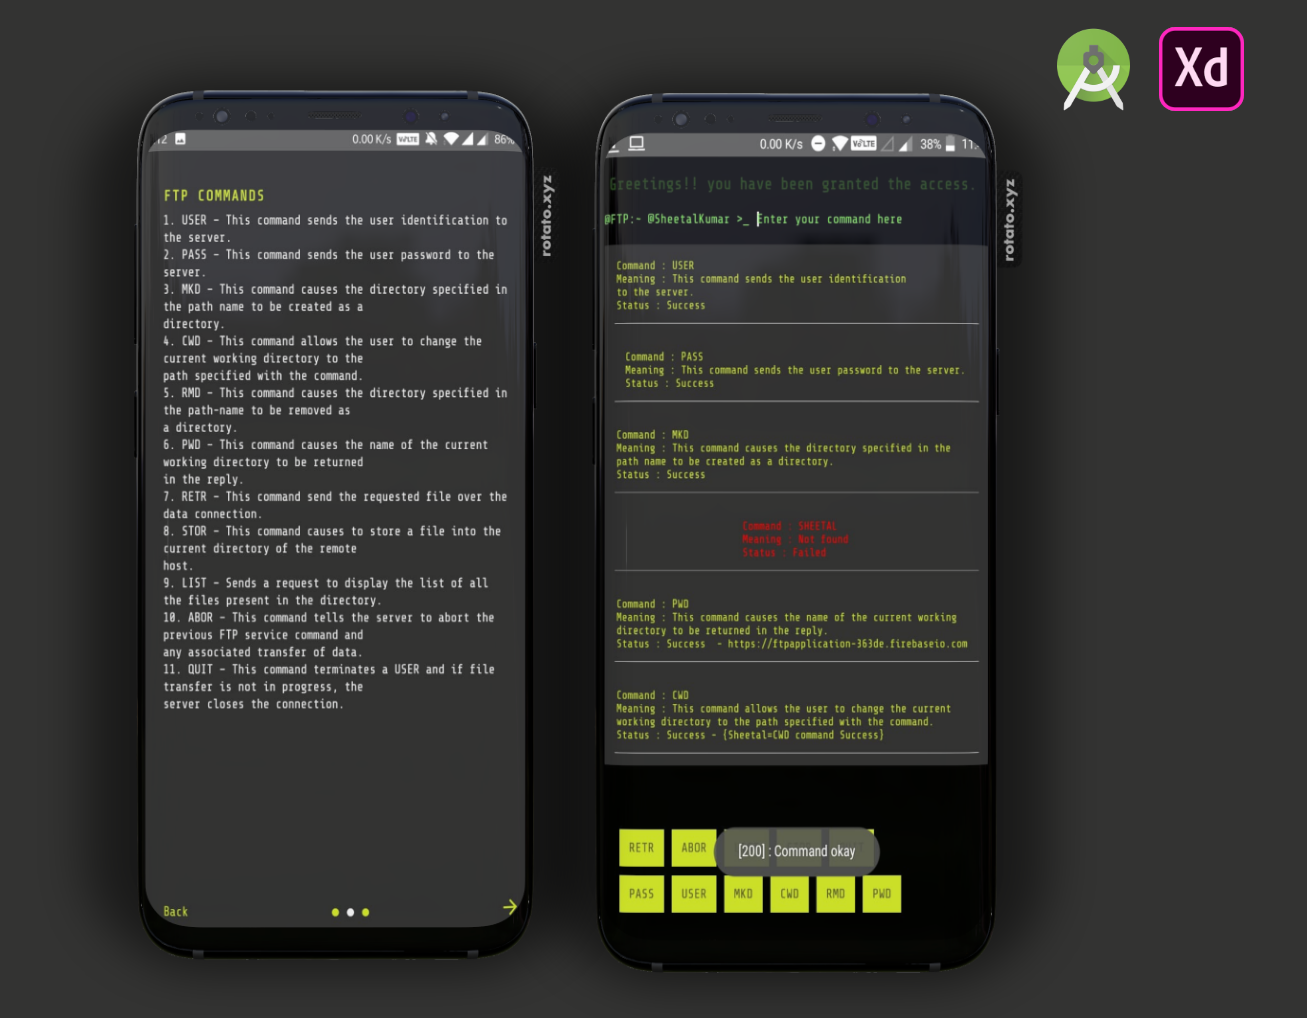 Xd
12
0.00 K/s VoLTE 86%
FTP COMMANDS
1. USER - This command sends the user identification to
the server.
2. PASS - This command sends the user password to the
server.
3. MKD - This command causes the directory specified in
the path name to be created as a
directory.
4. CWD - This command allows the user to change the
current working directory to the
path specified with the command.
5. RMD - This command causes the directory specified in
the path-name to be removed as
a directory.
6. PWD - This command causes the name of the current
working directory to be returned
in the reply.
7. RETR - This command send the requested file over the
data connection.
8. STOR - This command causes to store a file into the
current directory of the remote
host.
9. LIST - Sends a request to display the list of all
the files present in the directory.
10. ABOR - This command tells the server to abort the
previous FTP service command and
any associated transfer of data.
11. QUIT - This command terminates a USER and if file
transfer is not in progress, the
server closes the connection.
Back
rotato.xyz
0.00 K/s VoLTE 38% 11.
Greetings!! you have been granted the access.
@FTP:- @SheetalKumar >_ Enter your command here
Command : USER
Meaning : This command sends the user identification
to the server.
Status : Success
Command : PASS
Meaning : This command sends the user password to the server.
Status : Success
Command : MKD
Meaning : This command causes the directory specified in the
path name to be created as a directory.
Status : Success
Command : SHEETAL
Meaning : Not found
Status : Failed
Command : PWD
Meaning : This command causes the name of the current working
directory to be returned in the reply.
Status : Success - https://ftpapplication-363de.firebaseio.com
Command : CWD
Meaning : This command allows the user to change the current
working directory to the path specified with the command.
Status : Success - {Sheetal=CWD command Success}
RETR ABOR
[200] : Command okay
PASS USER MKD CWD RMD PWD
rotato.xyz